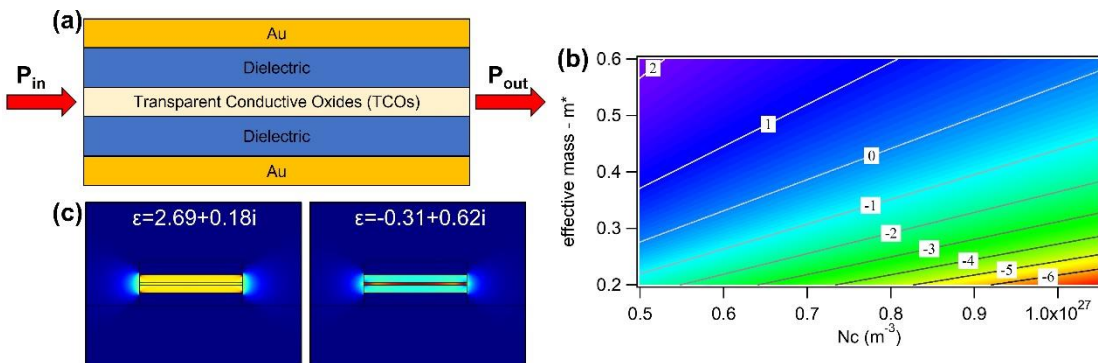 (a)
Au
Dielectric
P_in
Transparent Conductive Oxides (TCOs)
P_out
Dielectric
Au
(c)
ε=2.69+0.18i
ε=-0.31+0.62i
(b)
effective mass - m*
0.6
0.5
0.4
0.3
0.2
2
1
0
-1
-2
-3
-4
-5
-6
0.5
0.6
0.7
0.8
0.9
1.0x10^27
Nc (m^-3)